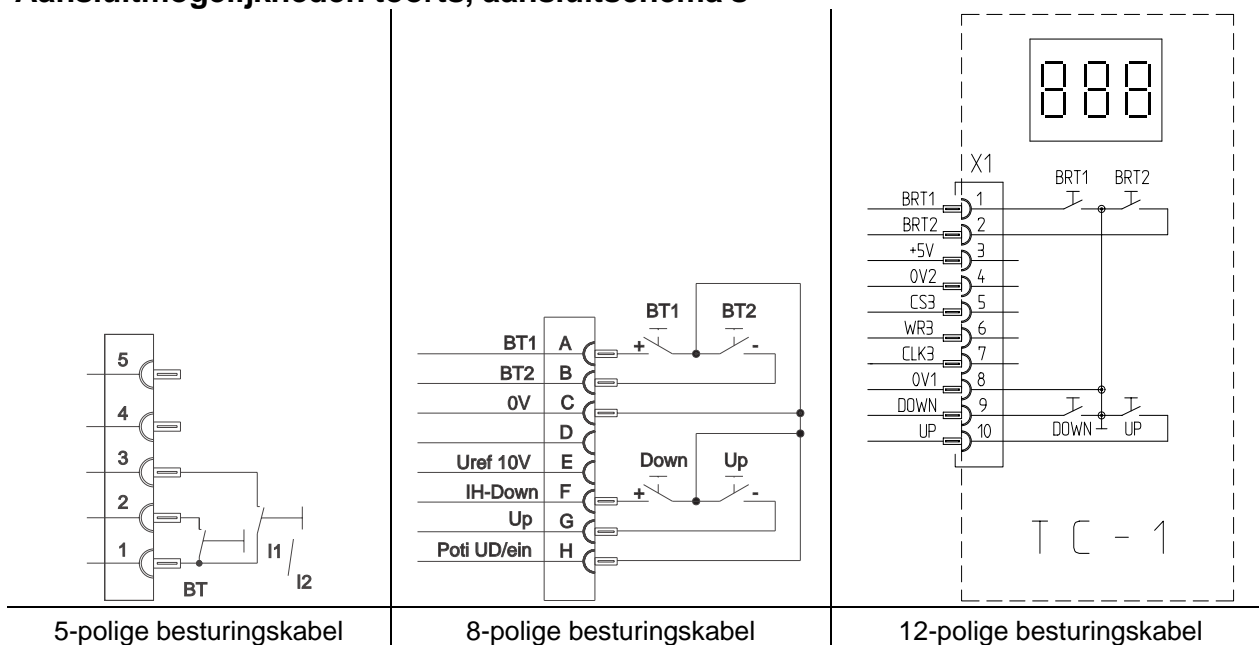 Aansluitmogelijkheden toorts, aansluitschema's
5
4
3
2
1
BT
I1
I2
5-polige besturingskabel
BT1 A
BT2 B
0V C
D
Uref 10V E
IH-Down F
Up G
Poti UD/ein H
BT1 BT2
+ -
Down Up
+ -
8-polige besturingskabel
888
X1
BRT1 BRT2
BRT1 1
BRT2 2
+5V 3
0V2 4
CS3 5
WR3 6
CLK3 7
0V1 8
DOWN 9
UP 10
DOWN UP
TC-1
12-polige besturingskabel